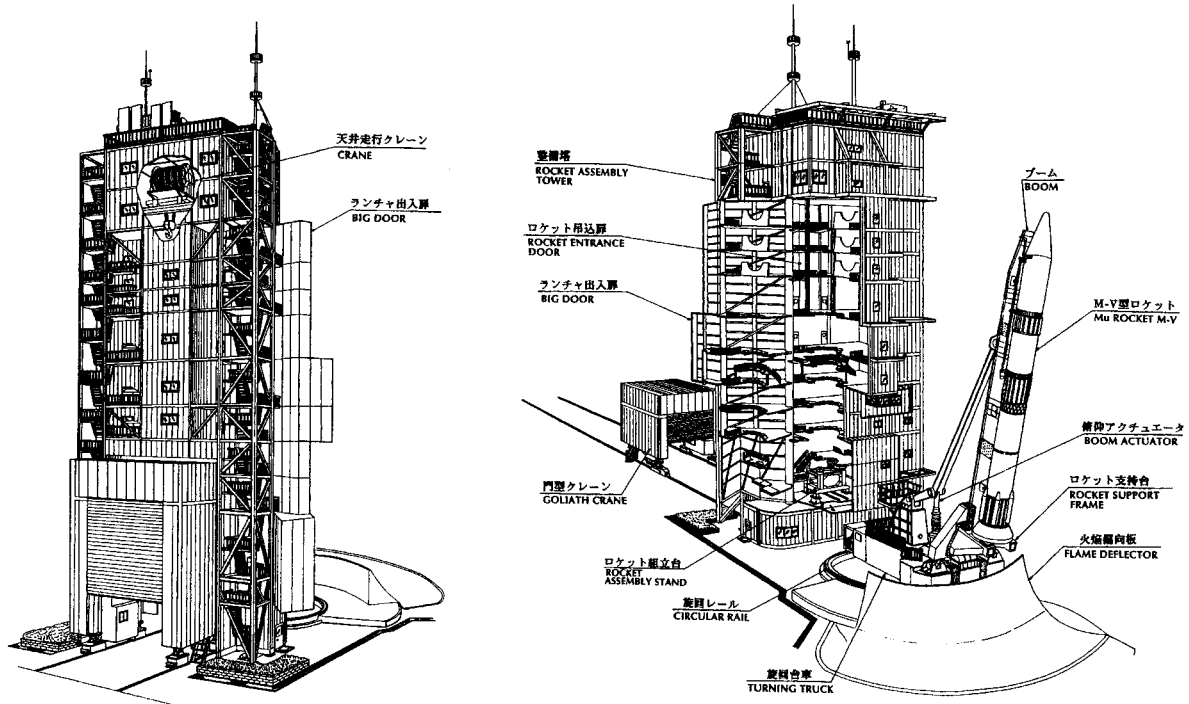 天井走行クレーン
CRANE
ランチャ出入扉
BIG DOOR
整備塔
ROCKET ASSEMBLY
TOWER
ロケット吊込扉
ROCKET ENTRANCE
DOOR
ランチャ出入扉
BIG DOOR
門型クレーン
GOLIATH CRANE
ロケット組立台
ROCKET
ASSEMBLY STAND
旋回レール
CIRCULAR RAIL
旋回台車
TURNING TRUCK
ブーム
BOOM
M-V型ロケット
Mu ROCKET M-V
俯仰アクチュエータ
BOOM ACTUATOR
ロケット支持台
ROCKET SUPPORT
FRAME
火焔偏向板
FLAME DEFLECTOR